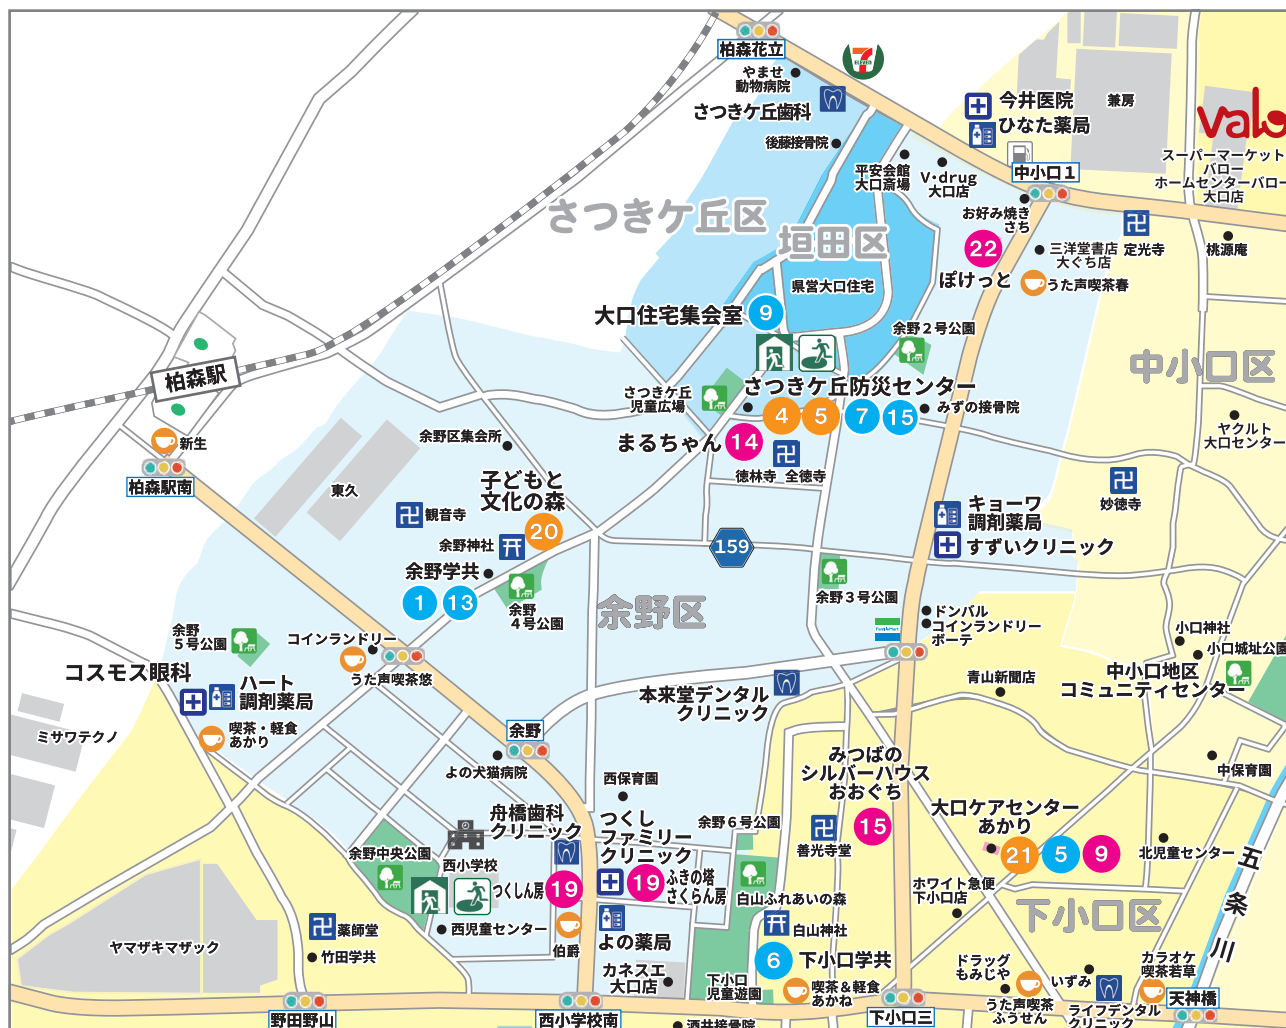 柏森花立
7
ELEVEN
やませ
動物病院
さつきケ丘歯科
後藤接骨院
今井医院
ひなた薬局
兼房
valo
スーパーマーケット
バロー
ホームセンターバロー
大口店
平安会館
大口斎場
V・drug
大口店
中小口1
お好み焼き
さち
22
ぽけっと
三洋堂書店
大ぐち店
定光寺
桃源庵
うた声喫茶春
さつきケ丘区
垣田区
県営大口住宅
大口住宅集会室
9
余野2号公園
中小口区
柏森駅
さつきケ丘
児童広場
さつきケ丘防災センター
4
5
7
15
みずの接骨院
ヤクルト
大口センター
新生
柏森駅南
余野区集会所
まるちゃん
14
徳林寺
全徳寺
東久
子どもと
文化の森
20
観音寺
余野神社
妙徳寺
キョーワ
調剤薬局
すずいクリニック
159
余野学共
1
13
余野
4号公園
余野区
余野3号公園
ドンバル
コインランドリー
ボーテ
余野
5号公園
コインランドリー
うた声喫茶悠
コスモス眼科
ハート
調剤薬局
喫茶・軽食
あかり
ミサワテクノ
小口神社
小口城址公園
中小口地区
コミュニティセンター
青山新聞店
本来堂デンタル
クリニック
余野
よの犬猫病院
西保育園
みつばの
シルバーハウス
おおぐち
15
中保育園
舟橋歯科
クリニック
つくし
ファミリー
クリニック
余野6号公園
善光寺堂
大口ケアセンター
あかり
21
5
9
北児童センター
五条川
余野中央公園
西小学校
つくしん房
19
19
ふきの塔
さくらん房
白山ふれあいの森
ホワイト急便
下小口店
下小口区
薬師堂
竹田学共
西児童センター
伯爵
よの薬局
白山神社
6
下小口学共
ヤマザキマザック
カネスエ
大口店
下小口
児童遊園
喫茶&軽食
あかね
ドラッグ
もみじや
いずみ
カラオケ
喫茶若草
うた声喫茶
ふうせん
ライフデンタル
クリニック
天神橋
野田野山
西小学校南
酒井接骨院
下小口三